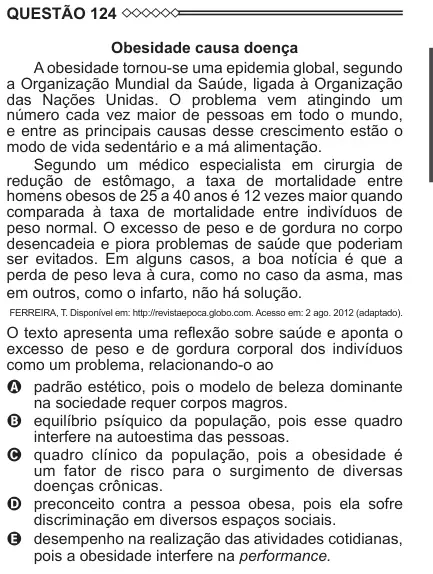 QUESTÃO 124
Obesidade causa doença
A obesidade tornou-se uma epidemia global, segundo
a Organização Mundial da Saúde, ligada à Organização
das Nações Unidas. O problema vem atingindo um
número cada vez maior de pessoas em todo o mundo,
e entre as principais causas desse crescimento estão o
modo de vida sedentário e a má alimentação.
Segundo um médico especialista em cirurgia de
redução de estômago, a taxa de mortalidade entre
homens obesos de 25 a 40 anos é 12 vezes maior quando
comparada à taxa de mortalidade entre indivíduos de
peso normal. O excesso de peso e de gordura no corpo
desencadeia e piora problemas de saúde que poderiam
ser evitados. Em alguns casos, a boa notícia é que a
perda de peso leva à cura, como no caso da asma, mas
em outros, como o infarto, não há solução.
FERREIRA, T. Disponível em: http://revistaepoca.globo.com. Acesso em: 2 ago. 2012 (adaptado).
O texto apresenta uma reflexão sobre saúde e aponta o
excesso de peso e de gordura corporal dos indivíduos
como um problema, relacionando-o ao
A padrão estético, pois o modelo de beleza dominante
na sociedade requer corpos magros.
B equilíbrio psíquico da população, pois esse quadro
interfere na autoestima das pessoas.
C quadro clínico da população, pois a obesidade é
um fator de risco para o surgimento de diversas
doenças crônicas.
D preconceito contra a pessoa obesa, pois ela sofre
discriminação em diversos espaços sociais.
E desempenho na realização das atividades cotidianas,
pois a obesidade interfere na performance.